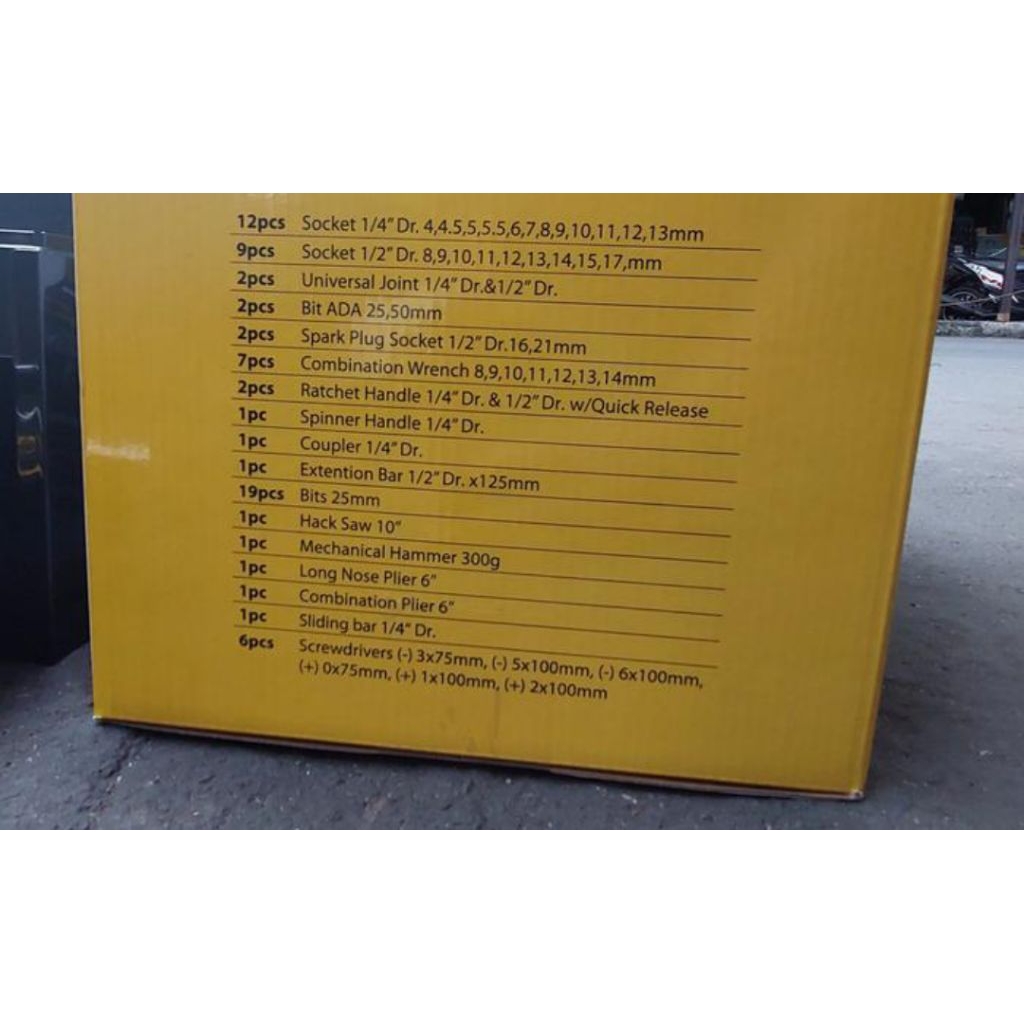 12pcs Socket 1/4" Dr. 4,4.5,5,5.5,6,7,8,9,10,11,12,13mm
9pcs Socket 1/2" Dr. 8,9,10,11,12,13,14,15,17,mm
2pcs Universal Joint 1/4" Dr.&1/2" Dr.
2pcs Bit ADA 25,50mm
2pcs Spark Plug Socket 1/2" Dr.16,21mm
7pcs Combination Wrench 8,9,10,11,12,13,14mm
2pcs Ratchet Handle 1/4" Dr. & 1/2" Dr. w/Quick Release
1pc Spinner Handle 1/4" Dr.
1pc Coupler 1/4" Dr.
1pc Extention Bar 1/2" Dr. x125mm
19pcs Bits 25mm
1pc Hack Saw 10"
1pc Mechanical Hammer 300g
1pc Long Nose Plier 6"
1pc Combination Plier 6"
1pc Sliding bar 1/4" Dr.
6pcs Screwdrivers (-) 3x75mm, (-) 5x100mm, (-) 6x100mm,
(+) 0x75mm, (+) 1x100mm, (+) 2x100mm